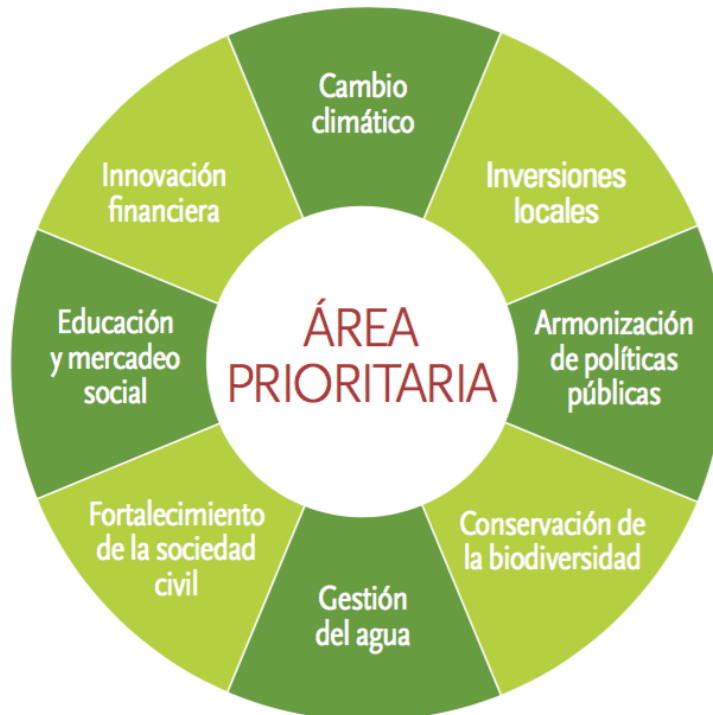 Cambio
climático
Inversiones
locales
Armonización
de políticas
públicas
Conservación de
la biodiversidad
Gestión
del agua
Fortalecimiento
de la sociedad
civil
Educación
y mercadeo
social
Innovación
financiera
ÁREA
PRIORITARIA